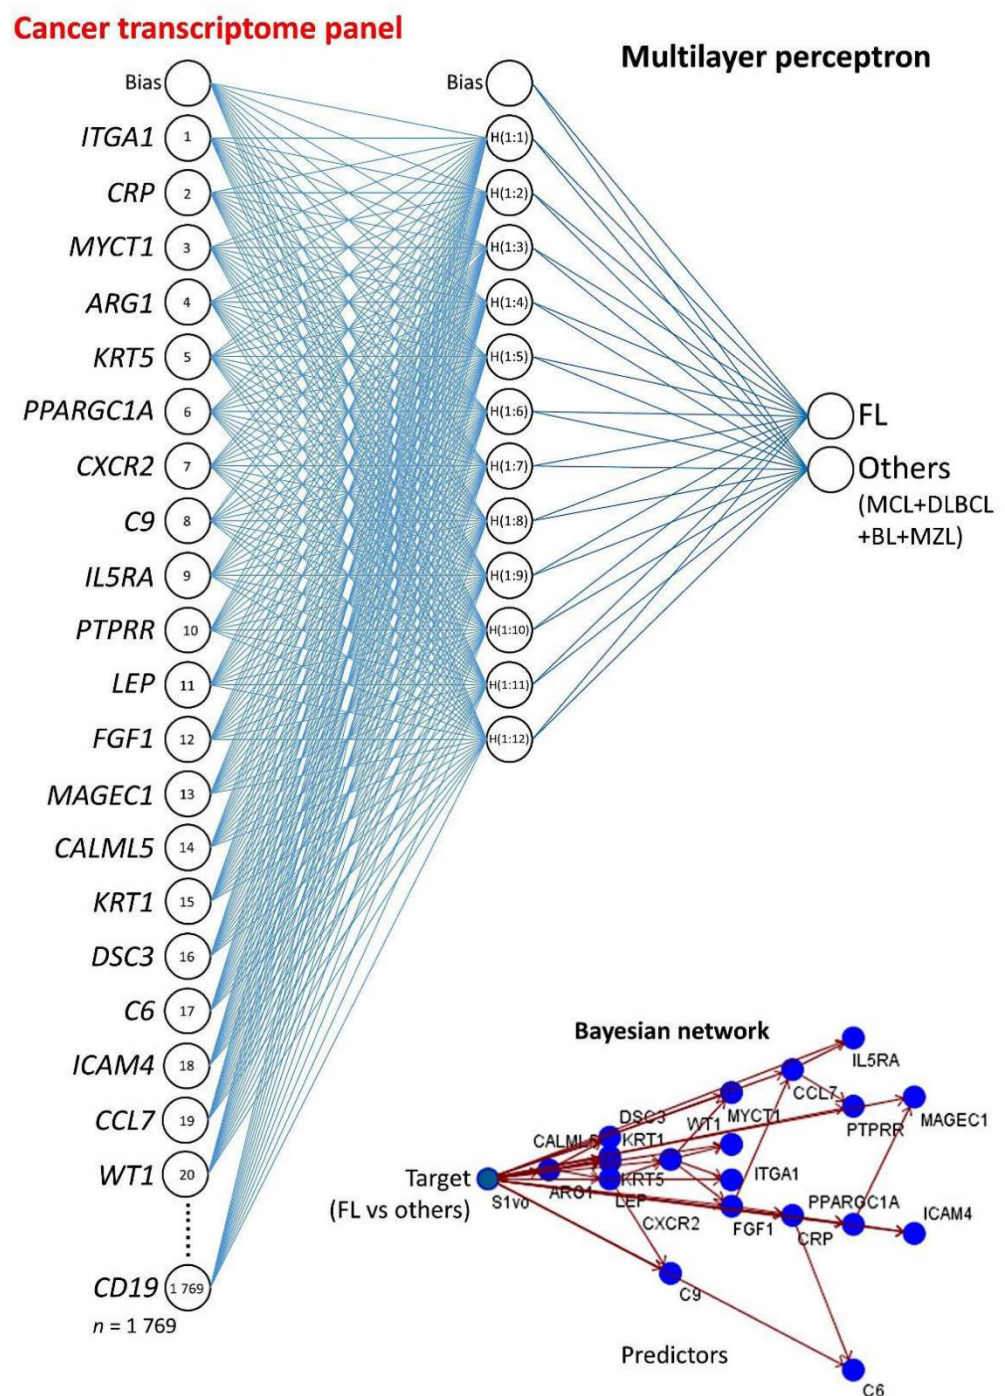 Cancer transcriptome panel
Multilayer perceptron
Bias
ITGA1 1
CRP 2
MYCT1 3
ARG1 4
KRT5 5
PPARGC1A 6
CXCR2 7
C9 8
IL5RA 9
PTPRR 10
LEP 11
FGF1 12
MAGEC1 13
CALML5 14
KRT1 15
DSC3 16
C6 17
ICAM4 18
CCL7 19
WT1 20
CD19 1 769
n = 1 769
Bias
H(1:1)
H(1:2)
H(1:3)
H(1:4)
H(1:5)
H(1:6)
H(1:7)
H(1:8)
H(1:9)
H(1:10)
H(1:11)
H(1:12)
FL
Others
(MCL+DLBCL
+BL+MZL)
Bayesian network
IL5RA
CCL7
MYCT1
MAGEC1
PTPRR
DSC3
WT1
KRT1
CALML5
ITGA1
KRT5
ARG1
LEP
Target
(FL vs others)
S1vo
CXCR2
FGF1
CRP
PPARGC1A
ICAM4
C9
Predictors
C6